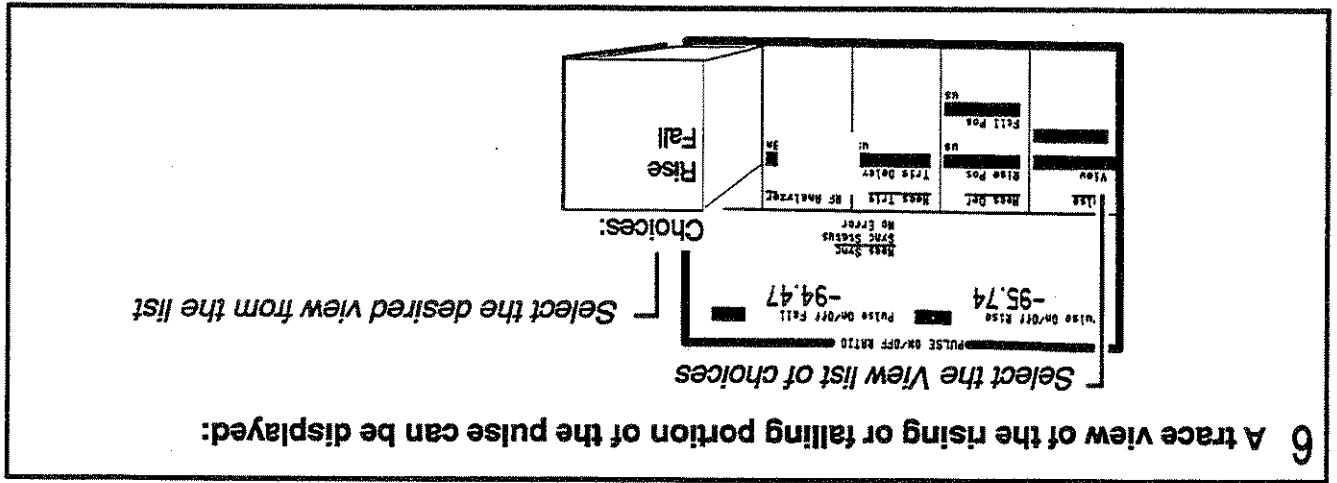 6 A trace view of the rising or falling portion of the pulse can be displayed:
Select the View list of choices
PULSE ON/OFF RATIO
Pulse On/Off Rise
Pulse On/Off Fall
-95.74
-94.47
Select the desired view from the list
Meas Sync
Sync Status
No Error
Choices:
Meas Def
Meas Trig
RF Analyzer
View
Rise Pos
Trig Delay
us
Fall Pos
us
Rise
Fall